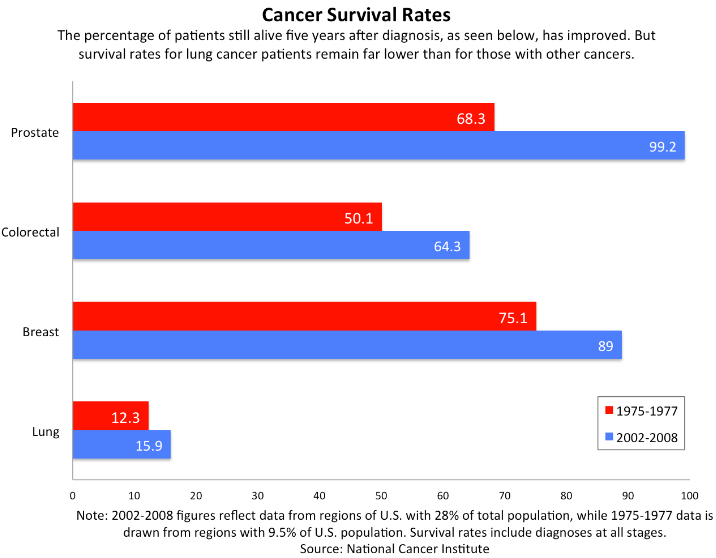 Cancer Survival Rates
The percentage of patients still alive five years after diagnosis, as seen below, has improved. But
survival rates for lung cancer patients remain far lower than for those with other cancers.
Prostate
68.3
99.2
Colorectal
50.1
64.3
Breast
75.1
89
Lung
12.3
15.9
1975-1977
2002-2008
0 10 20 30 40 50 60 70 80 90 100
Note: 2002-2008 figures reflect data from regions of U.S. with 28% of total population, while 1975-1977 data is
drawn from regions with 9.5% of U.S. population. Survival rates include diagnoses at all stages.
Source: National Cancer Institute